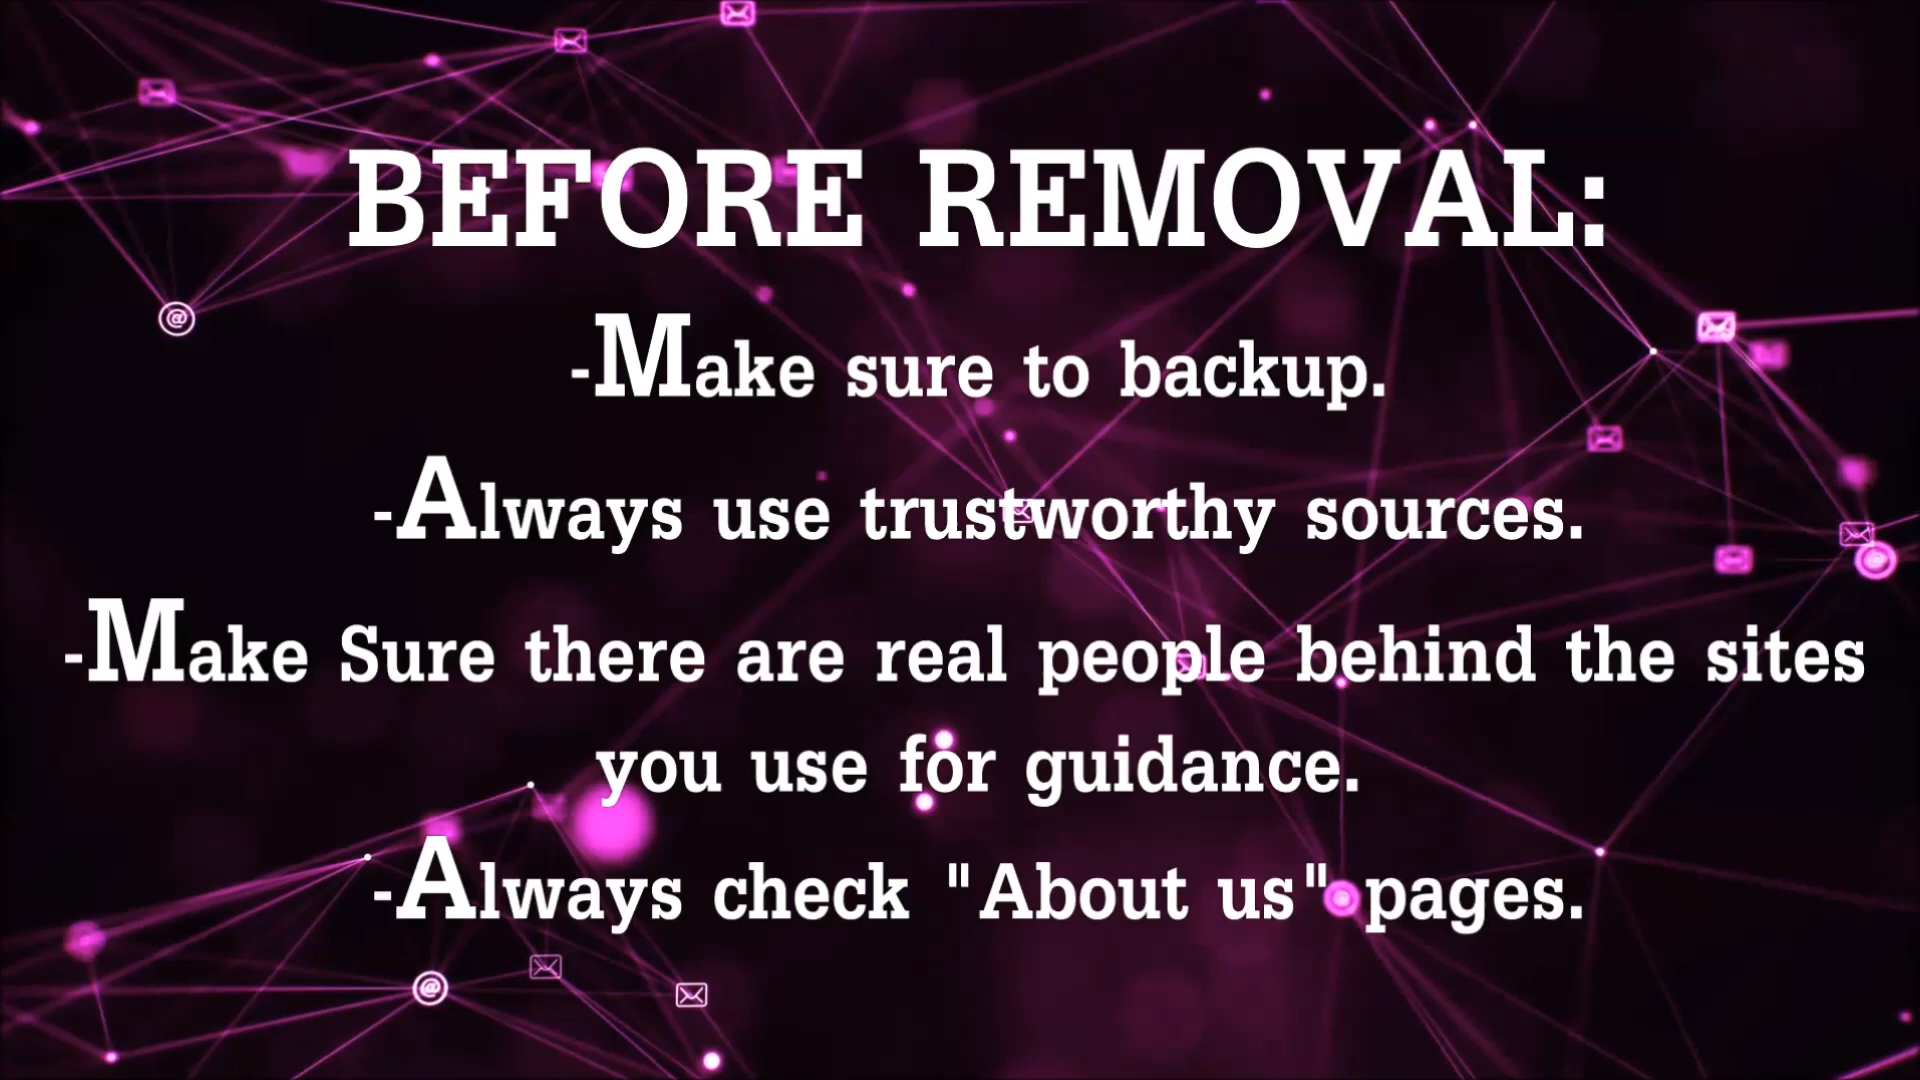 BEFORE REMOVAL:
-Make sure to backup.
-Always use trustworthy sources.
-Make Sure there are real people behind the sites
you use for guidance.
-Always check "About us" pages.